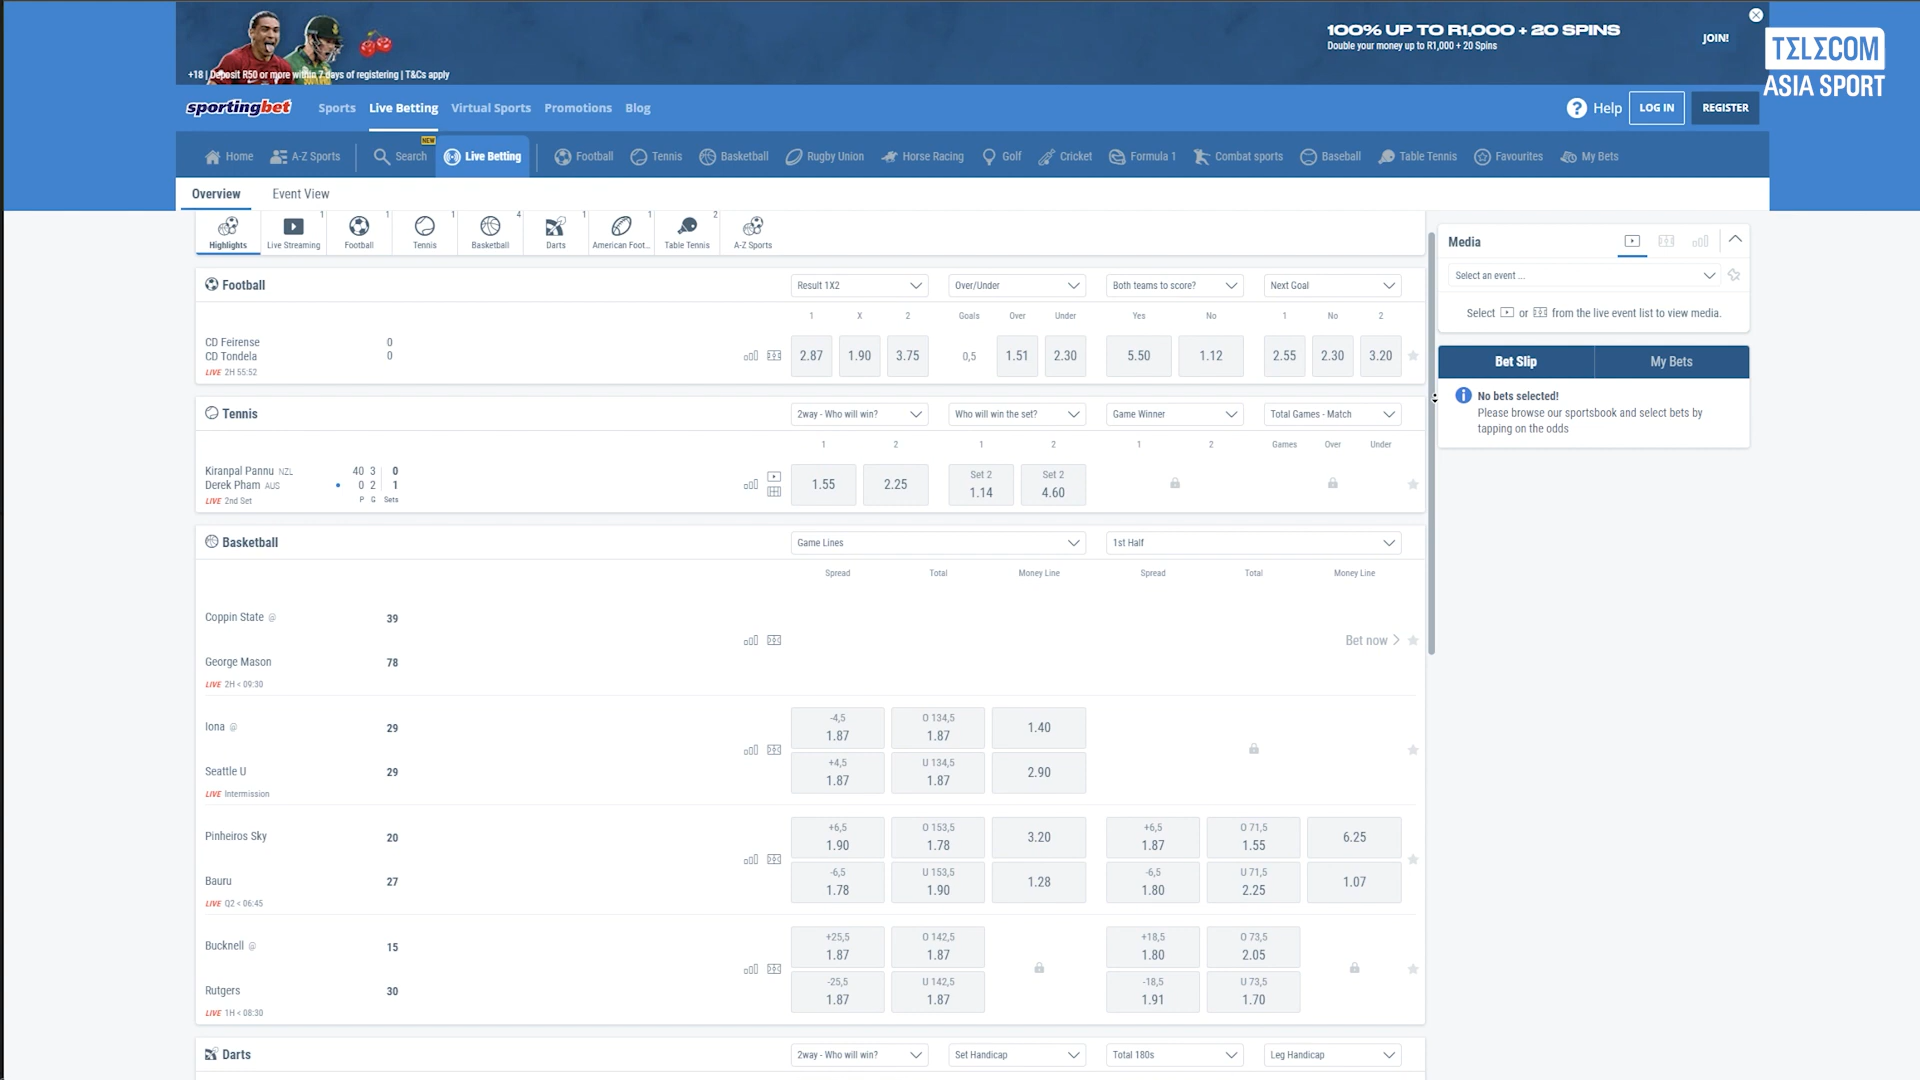 100% UP TO R1,000 + 20 SPINS
Double your money up to R1,000 + 20 Spins
JOIN!
+18 | Deposit R50 or more within 7 days of registering | T&Cs apply
TELECOM
ASIA SPORT
sportingbet
Sports Live Betting Virtual Sports Promotions Blog
? Help LOG IN REGISTER
NEW
Home A-Z Sports Search Live Betting Football Tennis Basketball Rugby Union Horse Racing Golf Cricket Formula 1 Combat sports Baseball Table Tennis Favourites My Bets
Overview Event View
1 1 1 4 1 1 2
Highlights Live Streaming Football Tennis Basketball Darts American Foot... Table Tennis A-Z Sports
Football Result 1X2 Over/Under Both teams to score? Next Goal
1 X 2 Goals Over Under Yes No 1 No 2
CD Feirense 0
CD Tondela 0
2.87 1.90 3.75 0,5 1.51 2.30 5.50 1.12 2.55 2.30 3.20
LIVE 2H 55:52
Tennis 2way - Who will win? Who will win the set? Game Winner Total Games - Match
1 2 1 2 1 2 Games Over Under
Kiranpal Pannu NZL 40 3 0
Derek Pham AUS 0 2 1
P G Sets
1.55 2.25 Set 2 1.14 Set 2 4.60
LIVE 2nd Set
Basketball Game Lines 1st Half
Spread Total Money Line Spread Total Money Line
Coppin State @ 39
Bet now
George Mason 78
LIVE 2H < 09:30
Iona @ 29
-4,5 O 134,5
1.87 1.87 1.40
Seattle U 29
+4,5 U 134,5
1.87 1.87 2.90
LIVE Intermission
Pinheiros Sky 20
+6,5 O 153,5 +6,5 O 71,5
1.90 1.78 3.20 1.87 1.55 6.25
Bauru 27
-6,5 U 153,5 -6,5 U 71,5
1.78 1.90 1.28 1.80 2.25 1.07
LIVE Q2 < 06:45
Bucknell @ 15
+25,5 O 142,5 +18,5 O 73,5
1.87 1.87 1.80 2.05
Rutgers 30
-25,5 U 142,5 -18,5 U 73,5
1.87 1.87 1.91 1.70
LIVE 1H < 08:30
Darts 2way - Who will win? Set Handicap Total 180s Leg Handicap
Media
Select an event ...
Select or from the live event list to view media.
Bet Slip My Bets
No bets selected!
Please browse our sportsbook and select bets by
tapping on the odds